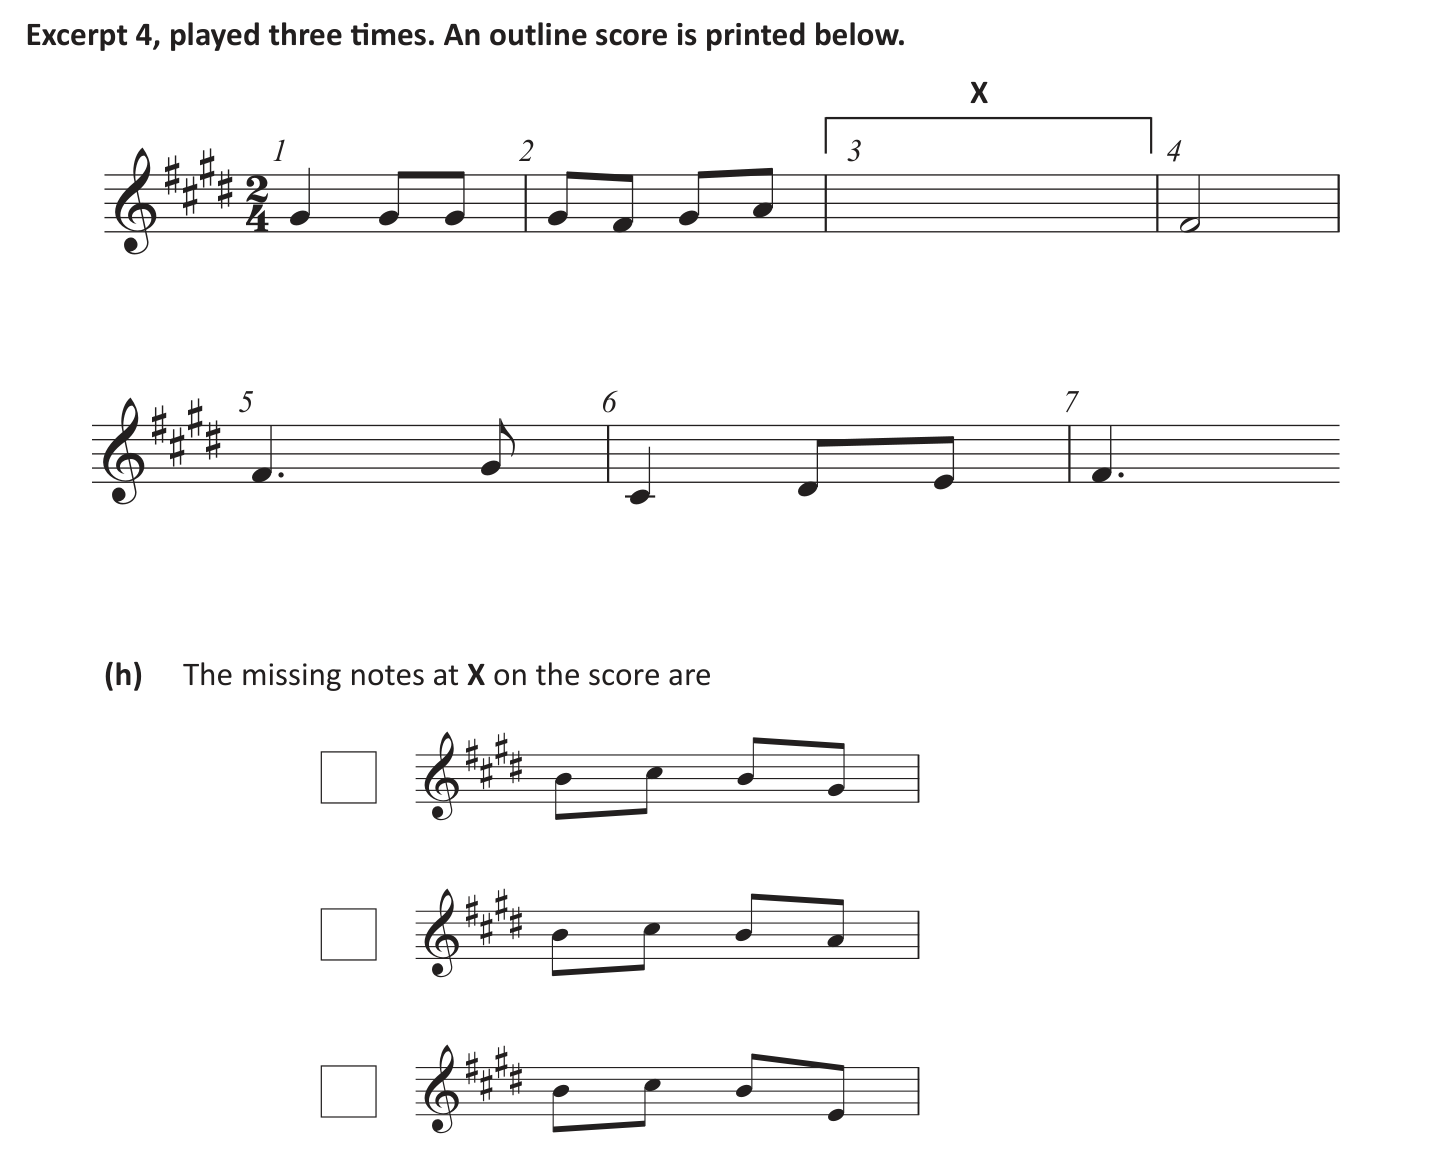 Excerpt 4, played three times. An outline score is printed below.
X
1 2 3 4
2
4
5 6 7
(h) The missing notes at X on the score are